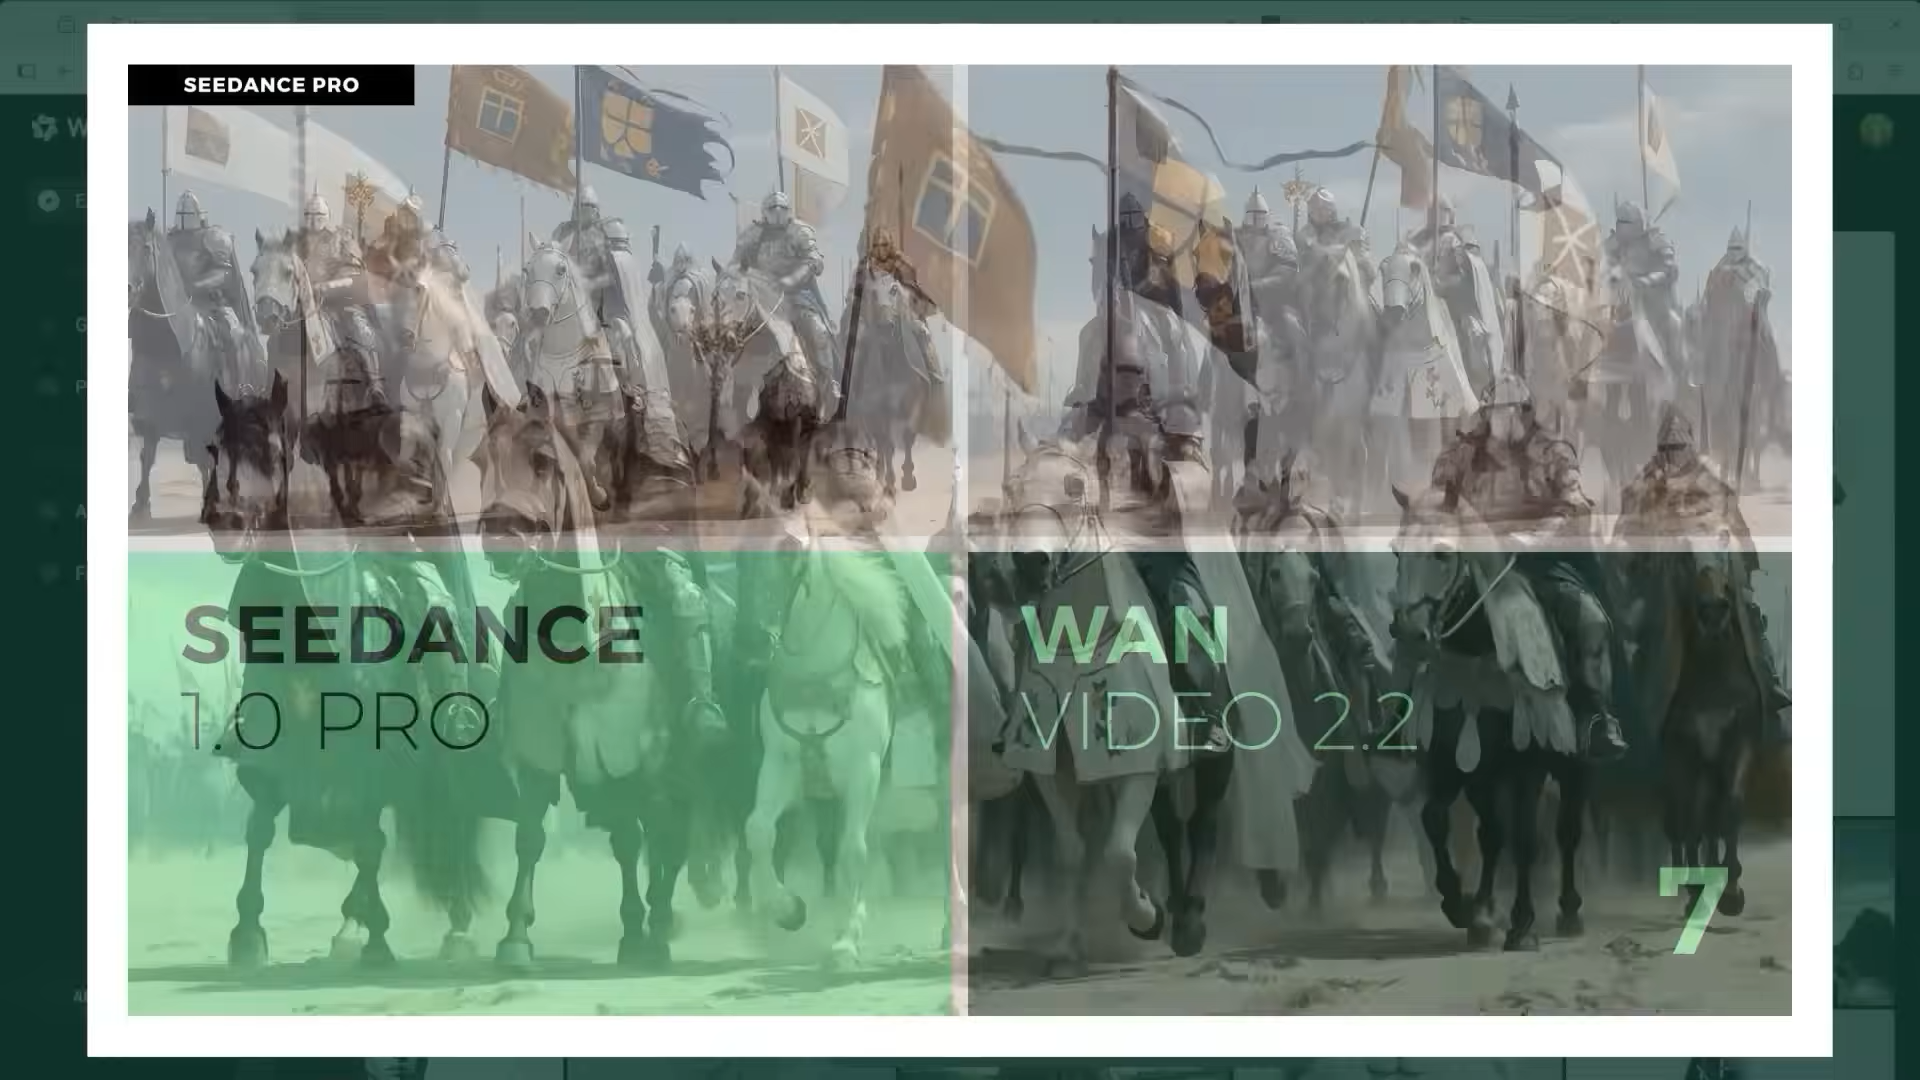 SEEDANCE PRO
SEEDANCE
1.0 PRO
WAN
VIDEO 2.2
7